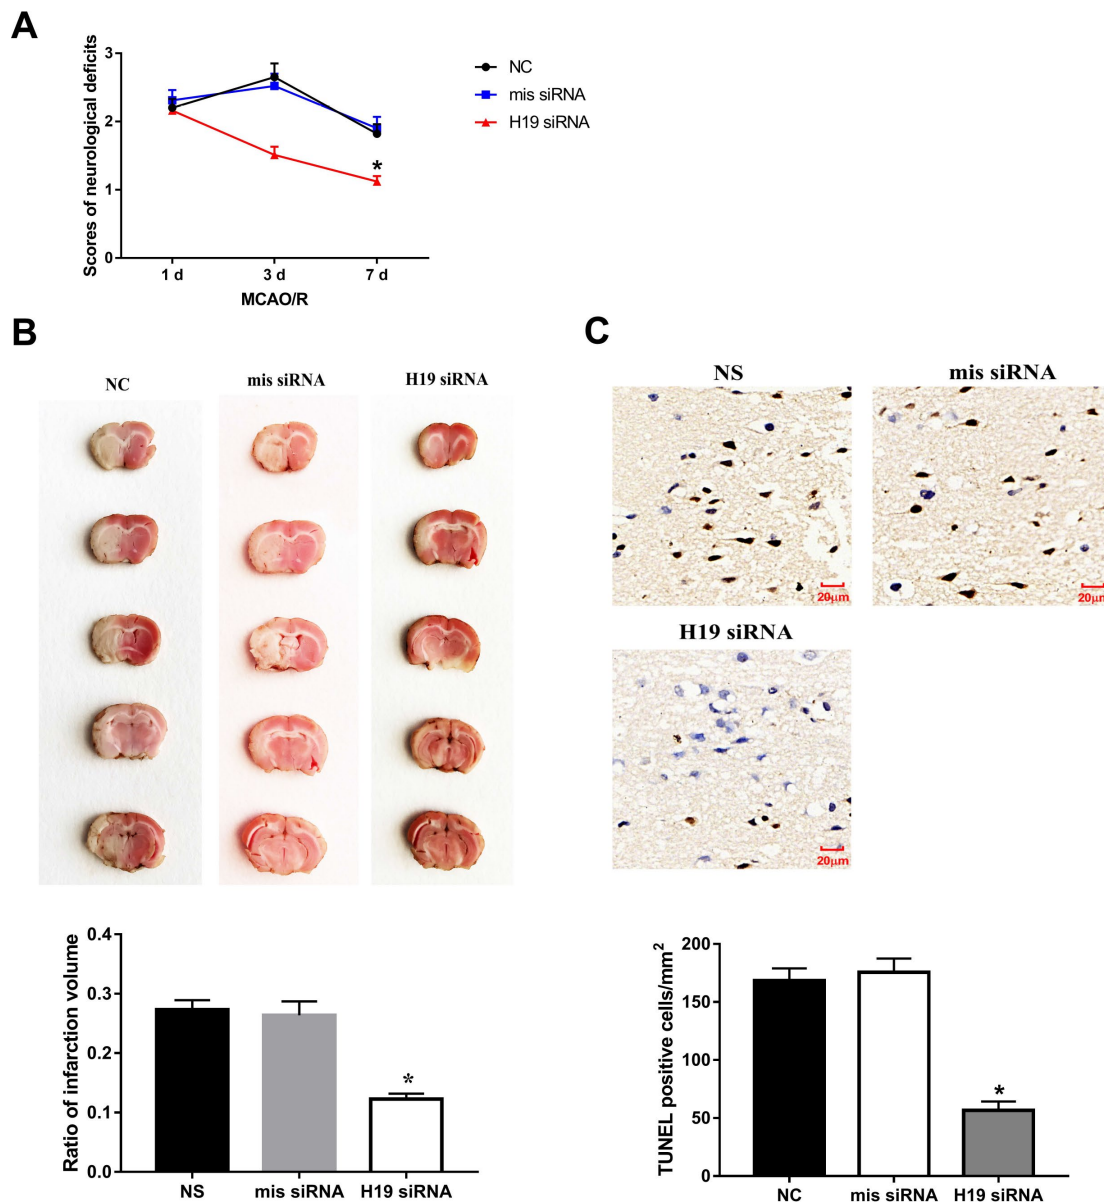 A
Scores of neurological deficits
3
2
1
0
*
1 d
3 d
7 d
MCAO/R
NC
mis siRNA
H19 siRNA
B
NC
mis siRNA
H19 siRNA
Ratio of infarction volume
0.4
0.3
0.2
0.1
0.0
*
NS
mis siRNA
H19 siRNA
C
NS
mis siRNA
20μm
20μm
H19 siRNA
20μm
TUNEL positive cells/mm²
200
150
100
50
0
*
NC
mis siRNA
H19 siRNA